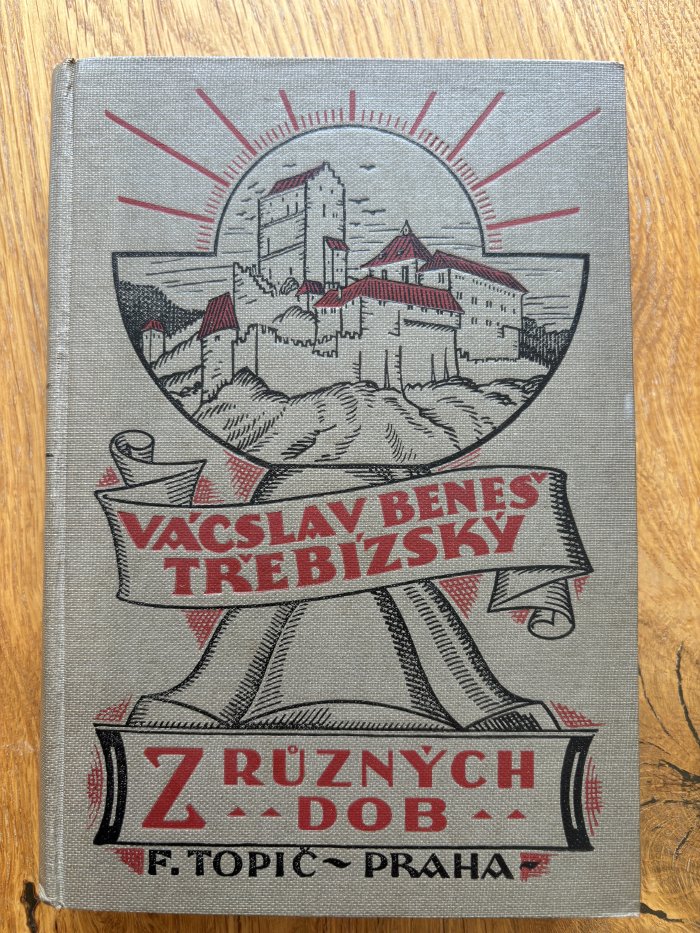 VÁCSLAV BENEŠ
TŘEBÍZSKÝ
Z RŮZNÝCH
DOB
F. TOPIČ ~ PRAHA -